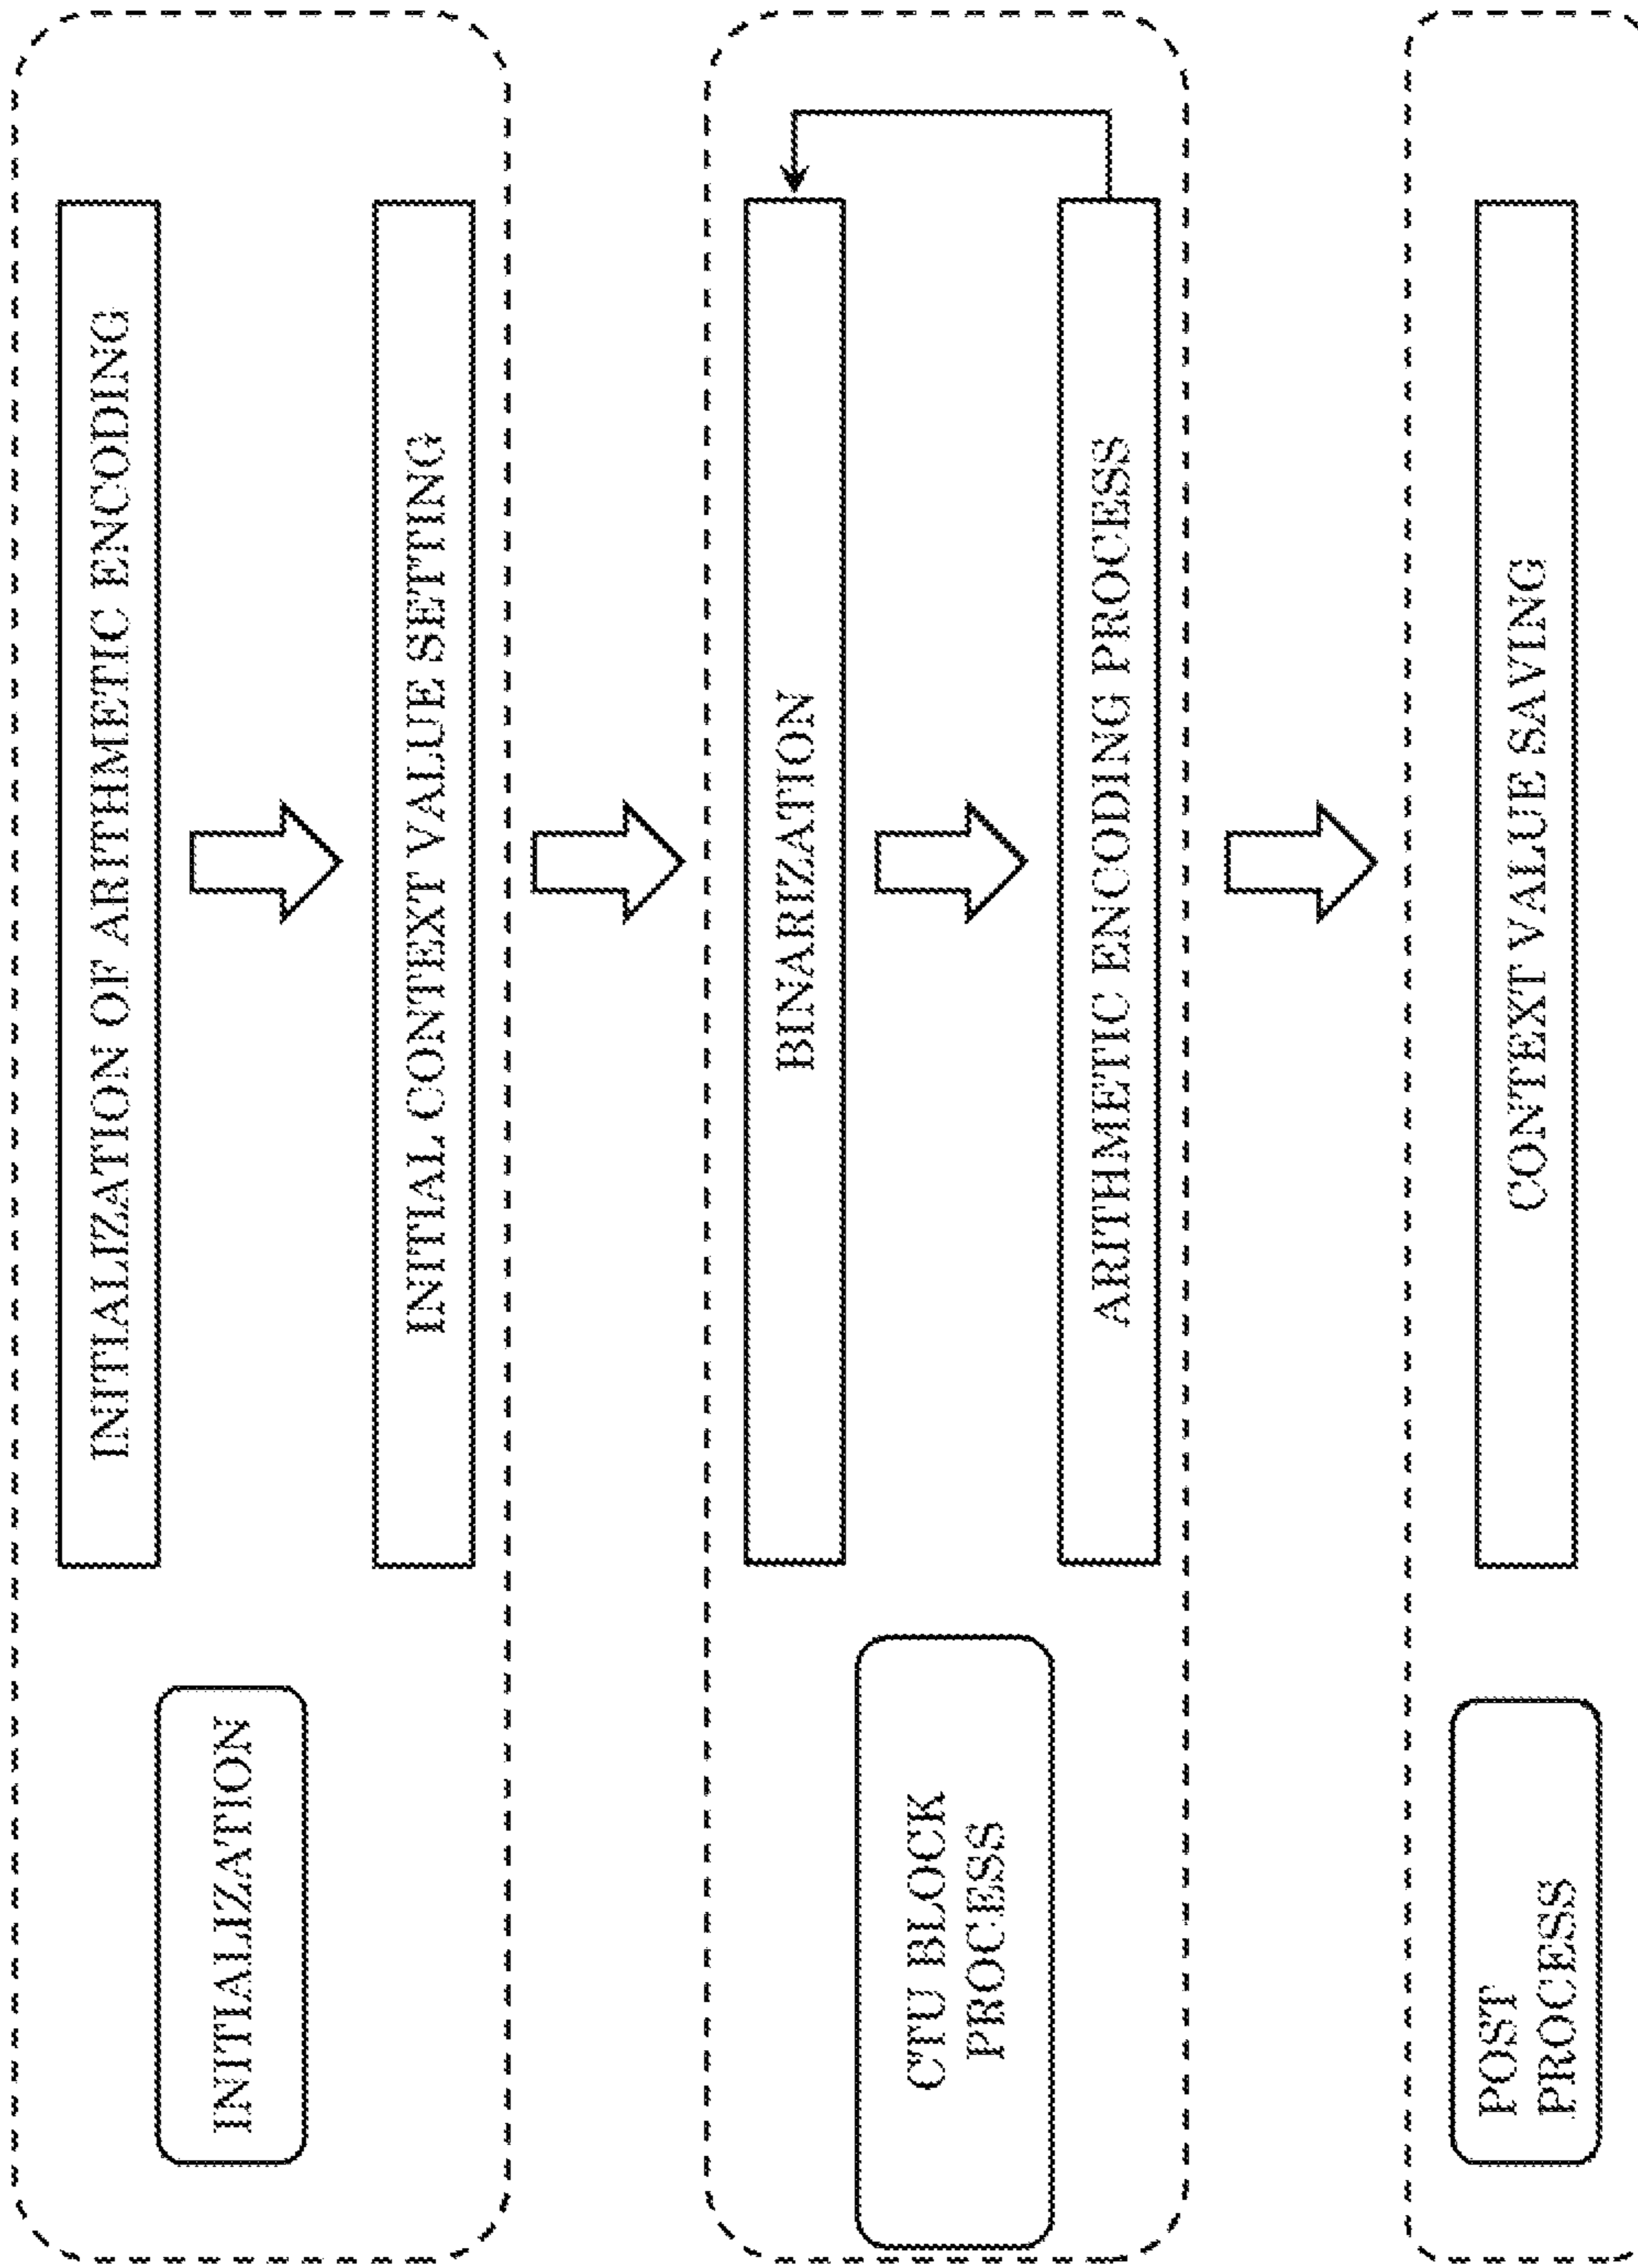 INITIALIZATION
INITIALIZATION OF ARITHMETIC ENCODING
INITIAL CONTEXT VALUE SETTING
CTU BLOCK
PROCESS
BINARIZATION
ARITHMETIC ENCODING PROCESS
POST
PROCESS
CONTEXT VALUE SAVING